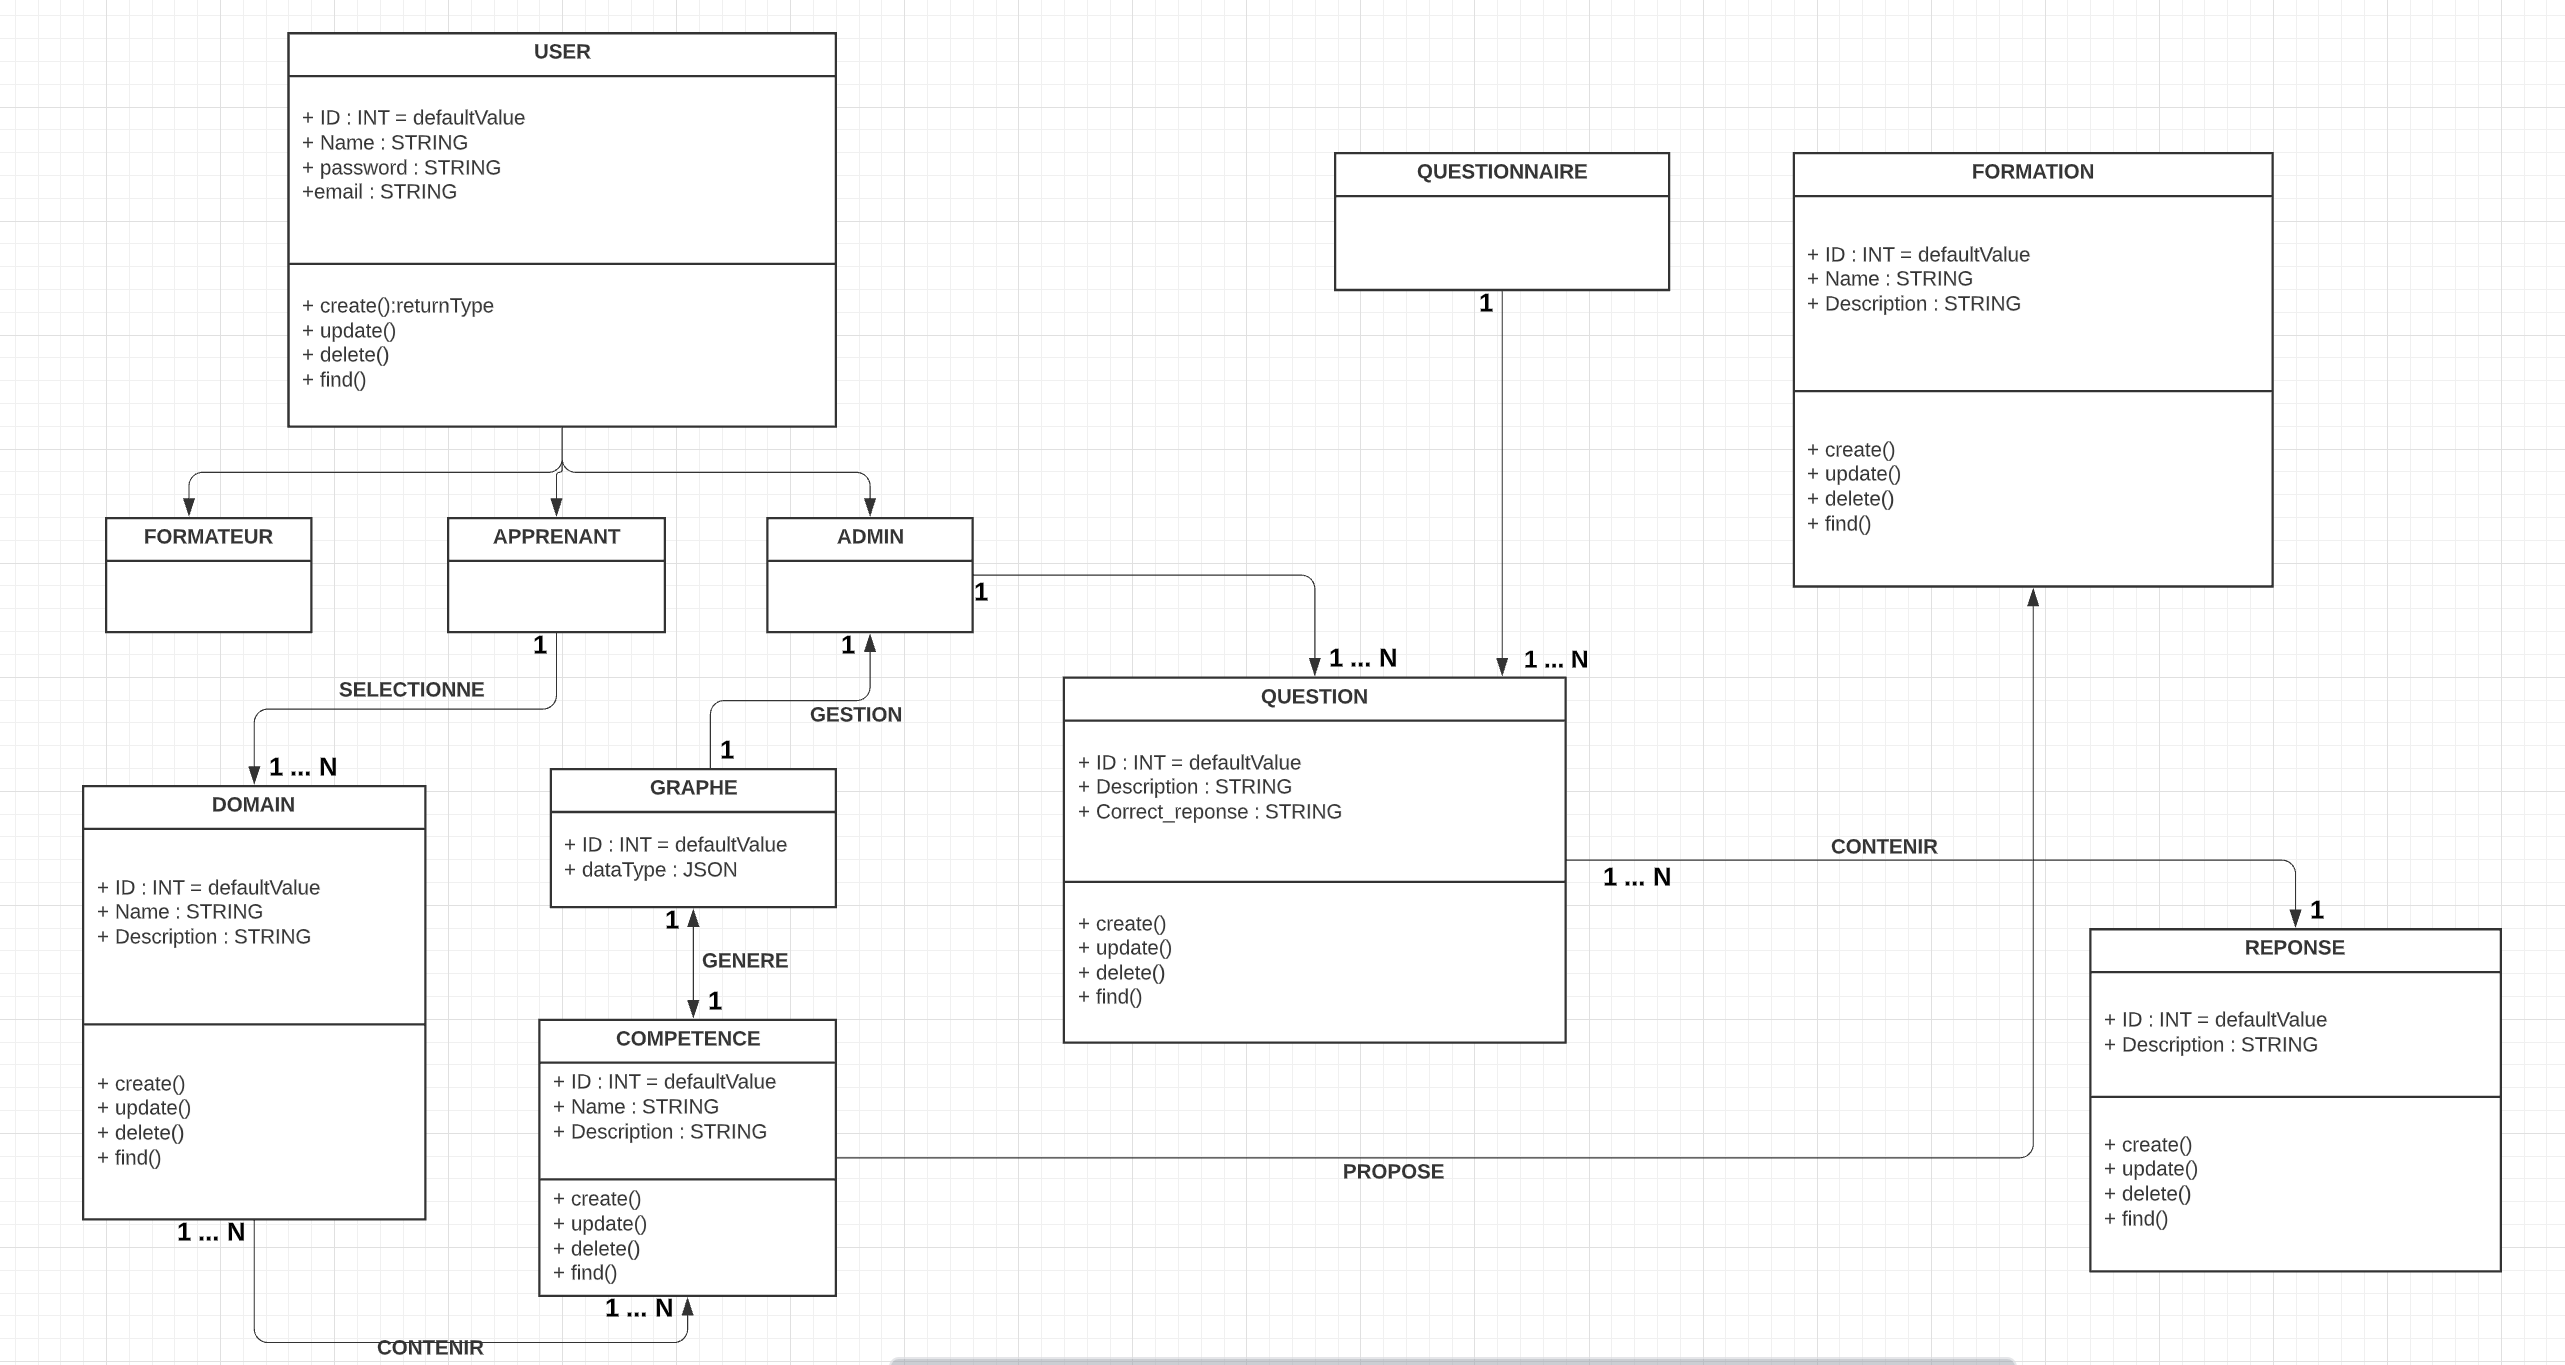 USER
+ ID : INT = defaultValue
+ Name : STRING
+ password : STRING
+email : STRING
+ create():returnType
+ update()
+ delete()
+ find()
QUESTIONNAIRE
1
FORMATION
+ ID : INT = defaultValue
+ Name : STRING
+ Description : STRING
+ create()
+ update()
+ delete()
+ find()
FORMATEUR
APPRENANT
1
ADMIN
1
1
SELECTIONNE
GESTION
1 ... N
1 ... N
1 ... N
1
DOMAIN
+ ID : INT = defaultValue
+ Name : STRING
+ Description : STRING
+ create()
+ update()
+ delete()
+ find()
1 ... N
CONTENIR
GRAPHE
+ ID : INT = defaultValue
+ dataType : JSON
1
GENERE
1
COMPETENCE
+ ID : INT = defaultValue
+ Name : STRING
+ Description : STRING
+ create()
+ update()
+ delete()
+ find()
1 ... N
PROPOSE
QUESTION
+ ID : INT = defaultValue
+ Description : STRING
+ Correct_reponse : STRING
+ create()
+ update()
+ delete()
+ find()
CONTENIR
1 ... N
1
REPONSE
+ ID : INT = defaultValue
+ Description : STRING
+ create()
+ update()
+ delete()
+ find()